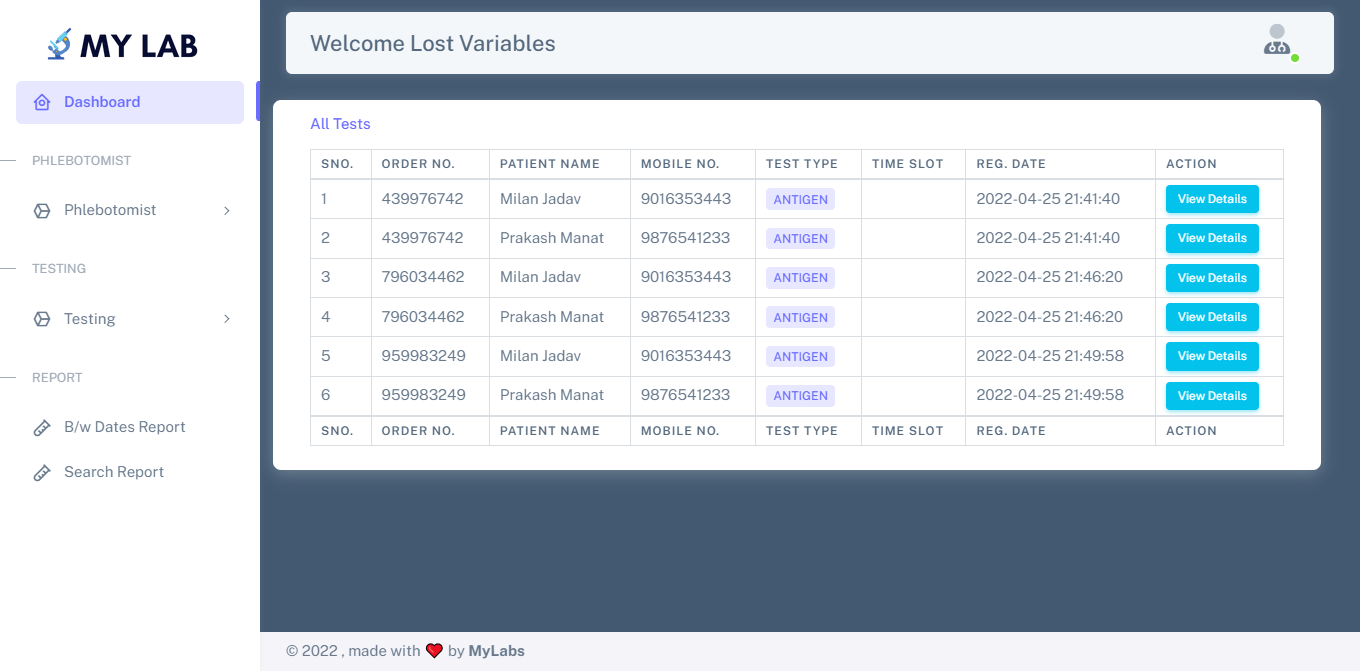 MY LAB
Welcome Lost Variables
Dashboard
PHLEBOTOMIST
Phlebotomist
TESTING
Testing
REPORT
B/w Dates Report
Search Report
All Tests
SNO. ORDER NO. PATIENT NAME MOBILE NO. TEST TYPE TIME SLOT REG. DATE ACTION
1 439976742 Milan Jadav 9016353443 ANTIGEN 2022-04-25 21:41:40 View Details
2 439976742 Prakash Manat 9876541233 ANTIGEN 2022-04-25 21:41:40 View Details
3 796034462 Milan Jadav 9016353443 ANTIGEN 2022-04-25 21:46:20 View Details
4 796034462 Prakash Manat 9876541233 ANTIGEN 2022-04-25 21:46:20 View Details
5 959983249 Milan Jadav 9016353443 ANTIGEN 2022-04-25 21:49:58 View Details
6 959983249 Prakash Manat 9876541233 ANTIGEN 2022-04-25 21:49:58 View Details
SNO. ORDER NO. PATIENT NAME MOBILE NO. TEST TYPE TIME SLOT REG. DATE ACTION
© 2022 , made with ❤️ by MyLabs